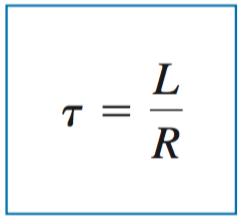 τ = L/R